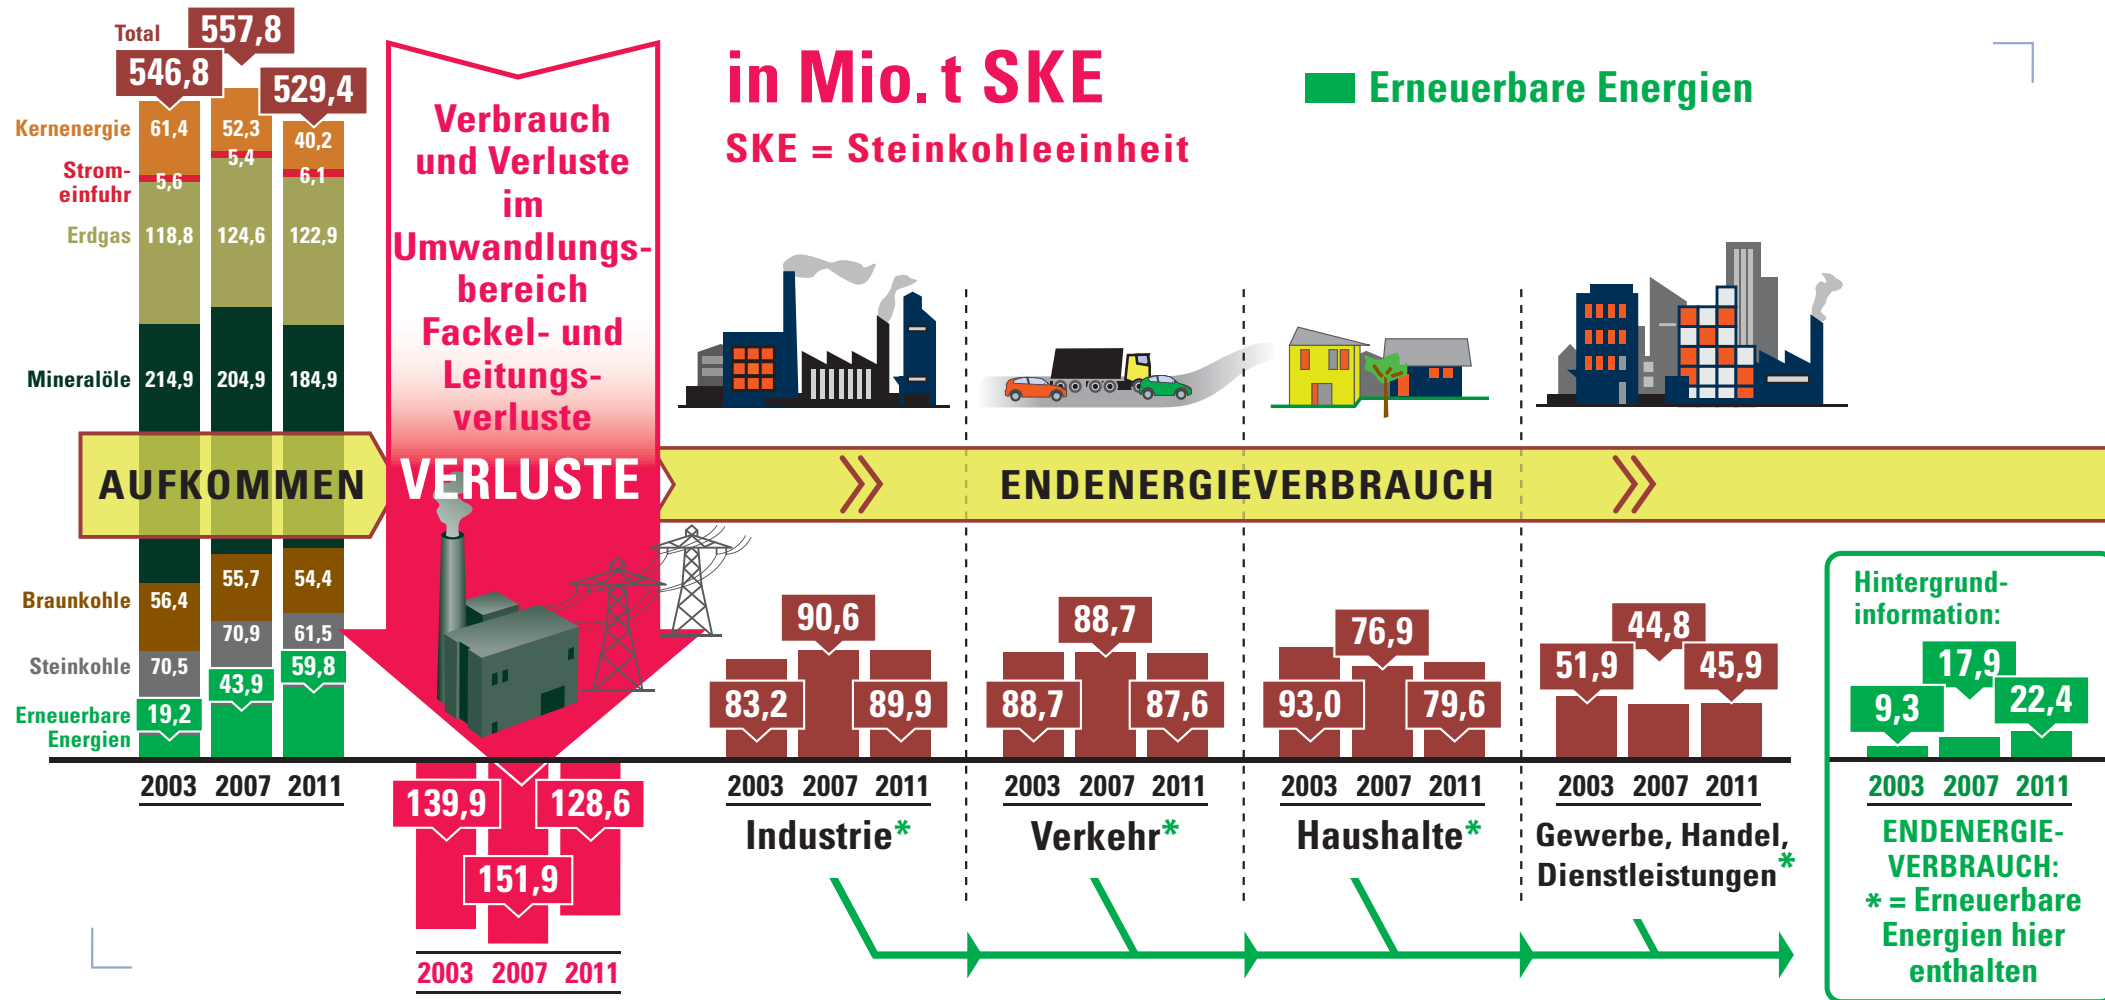 Total
546,8
557,8
529,4
Kernenergie 61,4 52,3 40,2
Strom-
einfuhr 5,6 5,4 6,1
Erdgas 118,8 124,6 122,9
Mineralöle 214,9 204,9 184,9
AUFKOMMEN
Braunkohle 56,4 55,7 54,4
Steinkohle 70,5 70,9 61,5
Erneuerbare
Energien 19,2 43,9 59,8
2003 2007 2011
Verbrauch
und Verluste
im
Umwandlungs-
bereich
Fackel- und
Leitungs-
verluste
VERLUSTE
139,9 151,9 128,6
2003 2007 2011
in Mio. t SKE
SKE = Steinkohleeinheit
Erneuerbare Energien
ENDENERGIEVERBRAUCH
83,2 90,6 89,9
2003 2007 2011
Industrie*
88,7 88,7 87,6
2003 2007 2011
Verkehr*
93,0 76,9 79,6
2003 2007 2011
Haushalte*
51,9 44,8 45,9
2003 2007 2011
Gewerbe, Handel,
Dienstleistungen*
Hintergrund-
information:
9,3 17,9 22,4
2003 2007 2011
ENDENERGIE-
VERBRAUCH:
* = Erneuerbare
Energien hier
enthalten